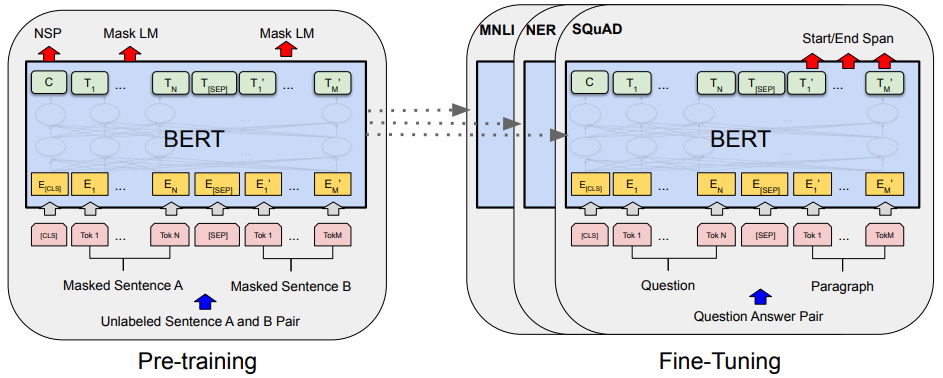 NSP Mask LM Mask LM
C T1 ... TN T[SEP] T1' ... TM'
...
BERT
...
E[CLS] E1 ... EN E[SEP] E1' ... EM'
[CLS] Tok 1 ... Tok N [SEP] Tok 1 ... TokM
Masked Sentence A Masked Sentence B
Unlabeled Sentence A and B Pair
Pre-training
MNLI NER SQuAD
Start/End Span
C T1 ... TN T[SEP] T1' ... TM'
...
BERT
...
E[CLS] E1 ... EN E[SEP] E1' ... EM'
[CLS] Tok 1 ... Tok N [SEP] Tok 1 ... TokM
Question Paragraph
Question Answer Pair
Fine-Tuning